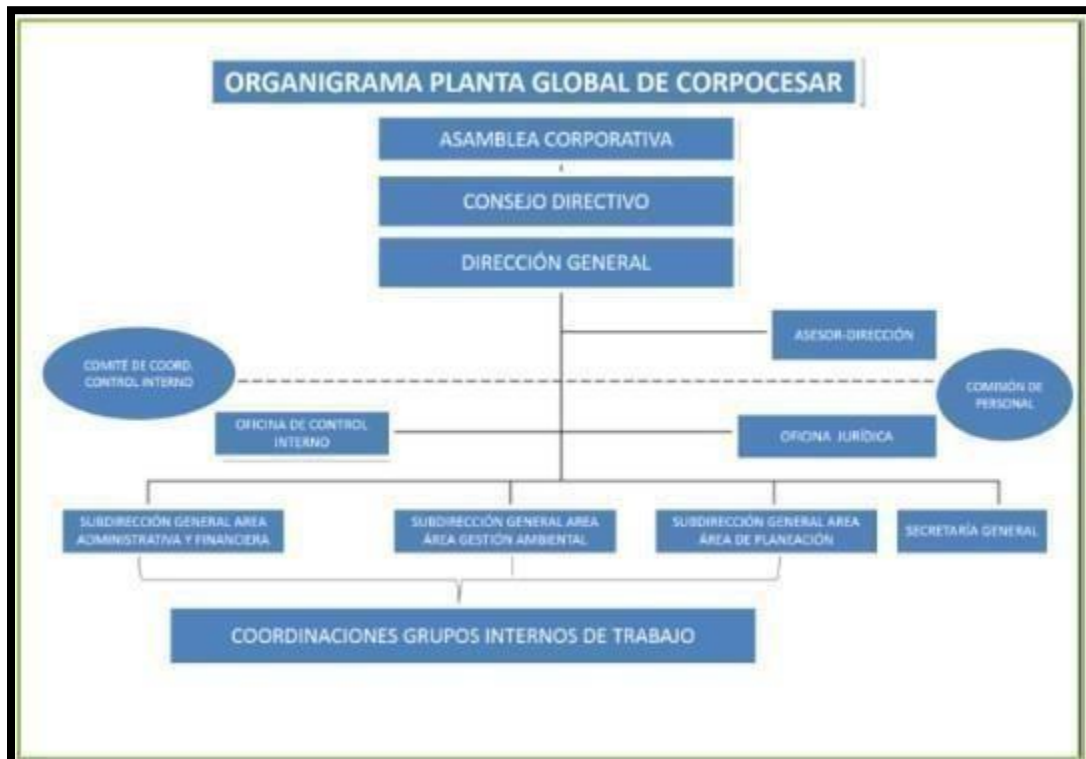 ORGANIGRAMA PLANTA GLOBAL DE CORPOCESAR
ASAMBLEA CORPORATIVA
CONSEJO DIRECTIVO
DIRECCIÓN GENERAL
ASESOR-DIRECCIÓN
COMITÉ DE COORD.
CONTROL INTERNO
COMISIÓN DE
PERSONAL
OFICINA DE CONTROL
INTERNO
OFICINA JURÍDICA
SUBDIRECCIÓN GENERAL AREA
ADMINISTRATIVA Y FINANCIERA
SUBDIRECCIÓN GENERAL AREA
ÁREA GESTIÓN AMBIENTAL
SUBDIRECCIÓN GENERAL AREA
ÁREA DE PLANEACIÓN
SECRETARÍA GENERAL
COORDINACIONES GRUPOS INTERNOS DE TRABAJO